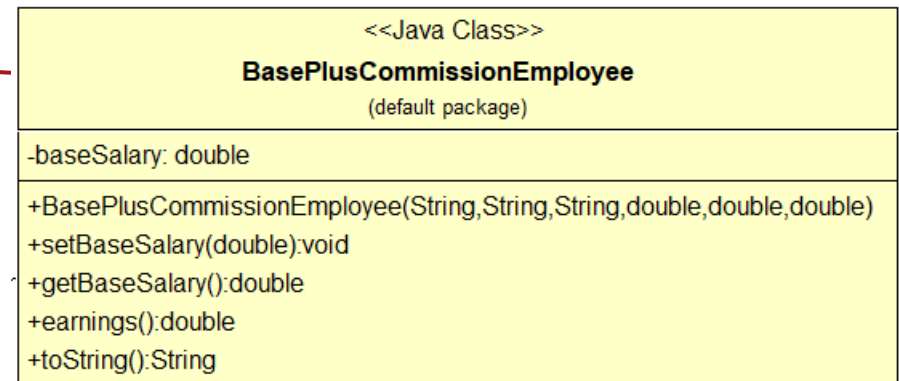 <<Java Class>>
BasePlusCommissionEmployee
(default package)
-baseSalary: double
+BasePlusCommissionEmployee(String,String,String,double,double,double)
+setBaseSalary(double):void
+getBaseSalary():double
+earnings():double
+toString():String